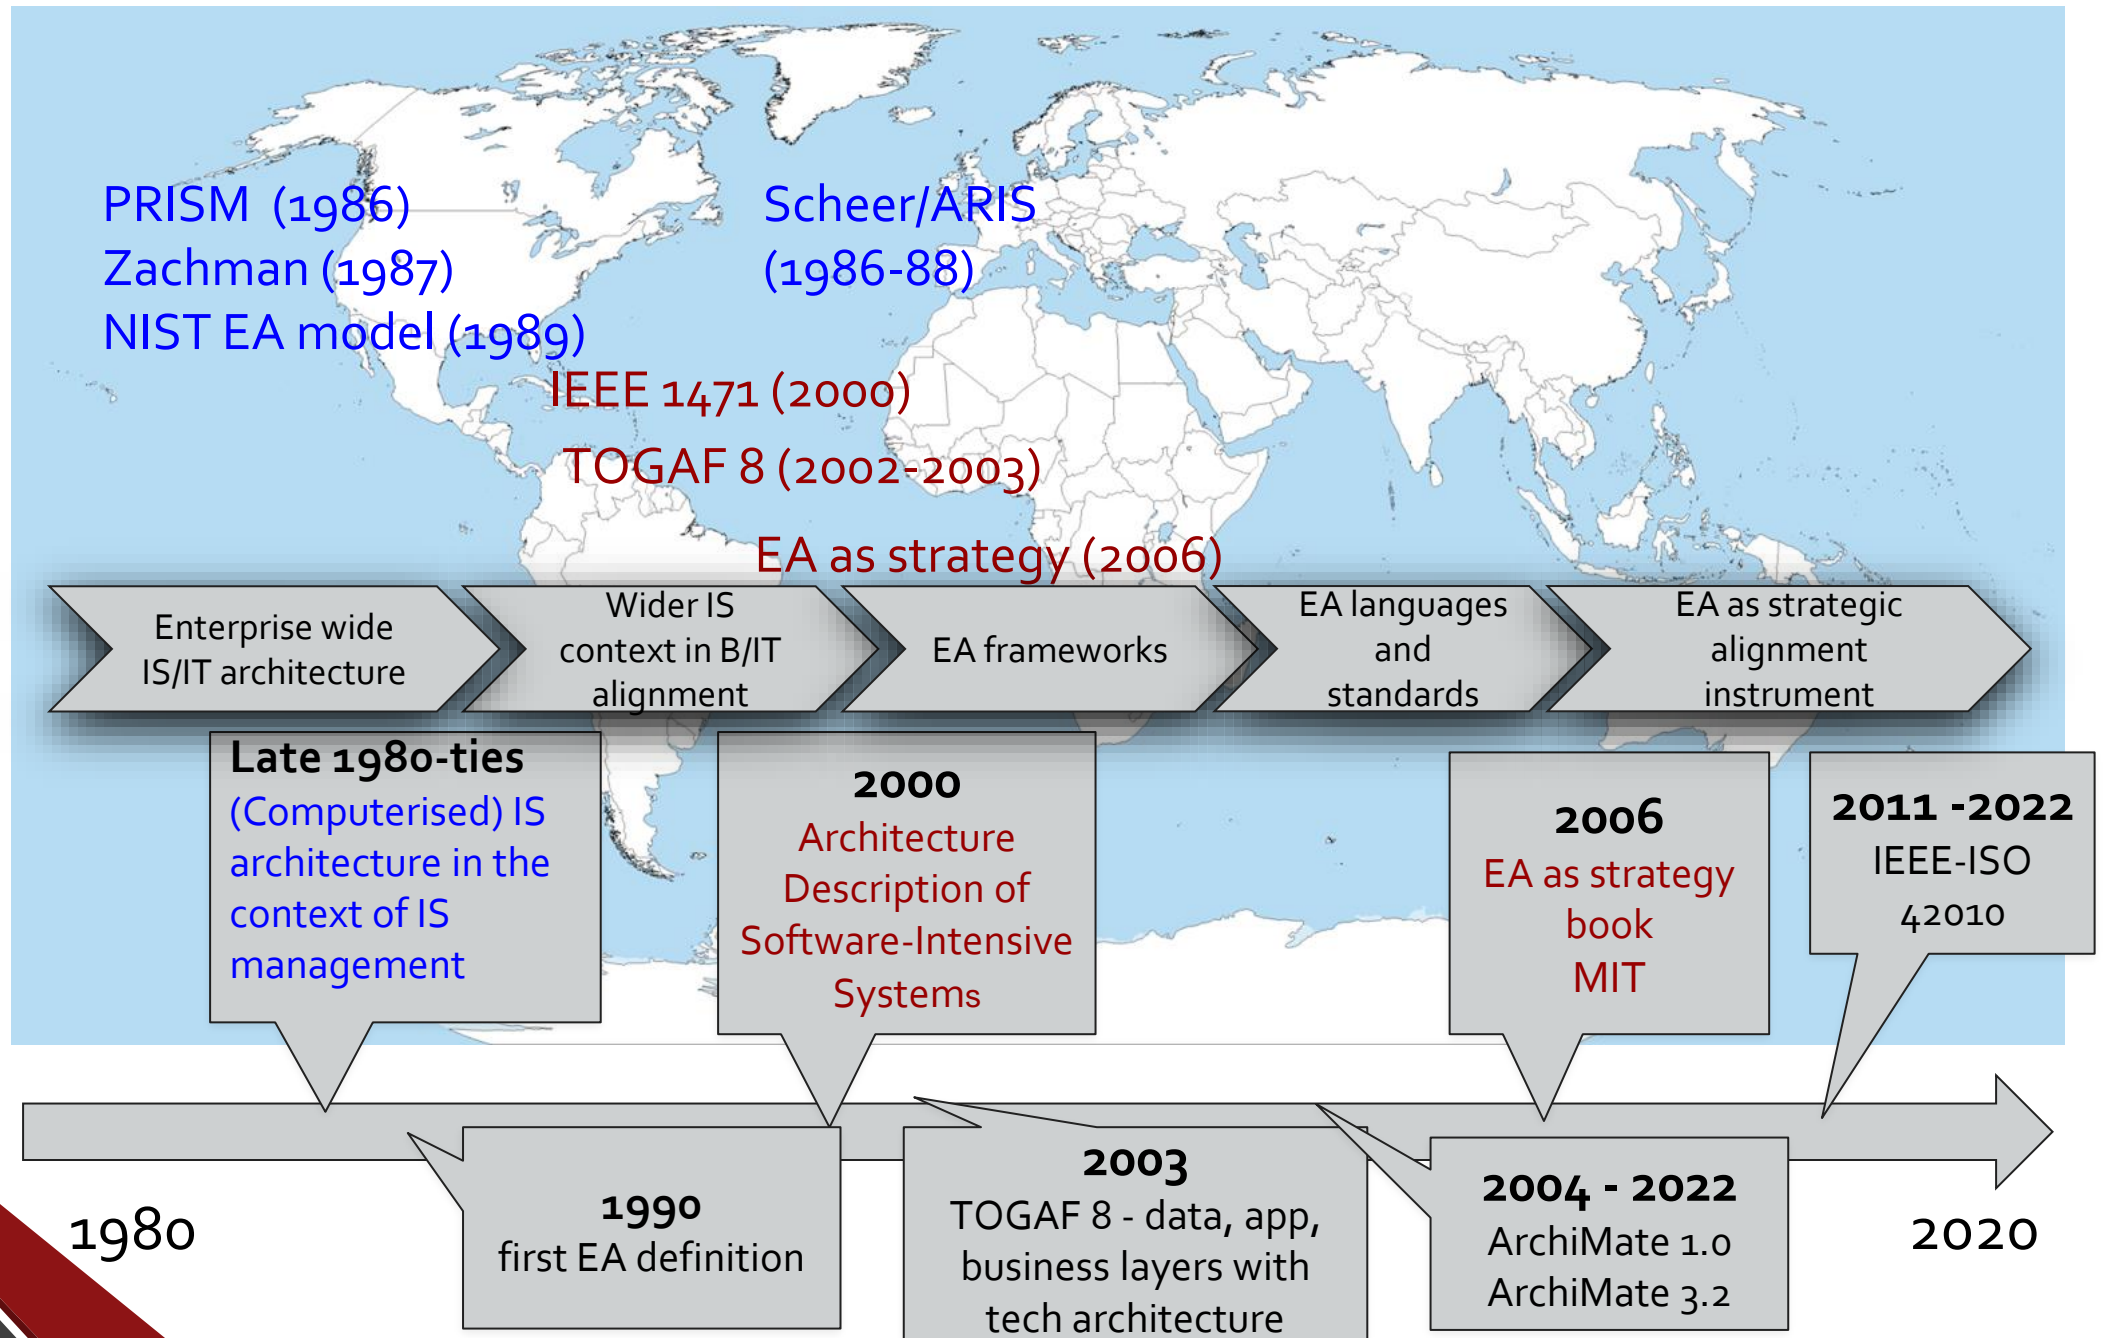 PRISM (1986)
Zachman (1987)
NIST EA model (1989)
Scheer/ARIS
(1986-88)
IEEE 1471 (2000)
TOGAF 8 (2002-2003)
EA as strategy (2006)
Enterprise wide
IS/IT architecture
Wider IS
context in B/IT
alignment
EA frameworks
EA languages
and
standards
EA as strategic
alignment
instrument
Late 1980-ties
(Computerised) IS
architecture in the
context of IS
management
2000
Architecture
Description of
Software-Intensive
Systems
2006
EA as strategy
book
MIT
2011 -2022
IEEE-ISO
42010
1980
1990
first EA definition
2003
TOGAF 8 - data, app,
business layers with
tech architecture
2004 - 2022
ArchiMate 1.0
ArchiMate 3.2
2020